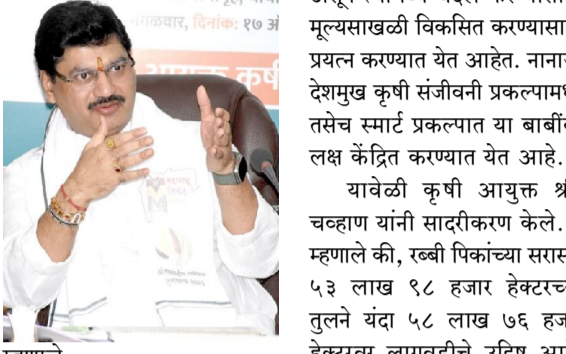 मंगळवार, दिनांक: १७ ऑ
आयुक्त कृषी
मूल्यसाखळी विकसित करण्यासा
प्रयत्न करण्यात येत आहेत. नाना
देशमुख कृषी संजीवनी प्रकल्पाम
तसेच स्मार्ट प्रकल्पात या बाबीं
लक्ष केंद्रित करण्यात येत आहे.
यावेळी कृषी आयुक्त श्र
चव्हाण यांनी सादरीकरण केले.
म्हणाले की, रब्बी पिकांच्या सरास
५३ लाख ९८ हजार हेक्टरच्
तुलने यंदा ५८ लाख ७६ हज